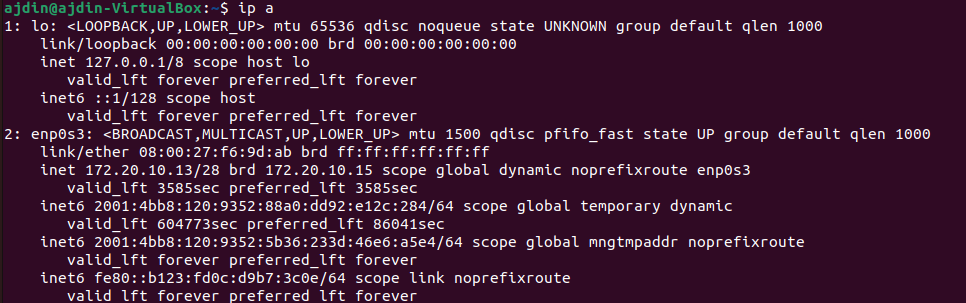 ajdin@ajdin-VirtualBox:~$ ip a
1: lo: <LOOPBACK,UP,LOWER_UP> mtu 65536 qdisc noqueue state UNKNOWN group default qlen 1000
link/loopback 00:00:00:00:00:00 brd 00:00:00:00:00:00
inet 127.0.0.1/8 scope host lo
valid_lft forever preferred_lft forever
inet6 ::1/128 scope host
valid_lft forever preferred_lft forever
2: enp0s3: <BROADCAST,MULTICAST,UP,LOWER_UP> mtu 1500 qdisc pfifo_fast state UP group default qlen 1000
link/ether 08:00:27:f6:9d:ab brd ff:ff:ff:ff:ff:ff
inet 172.20.10.13/28 brd 172.20.10.15 scope global dynamic noprefixroute enp0s3
valid_lft 3585sec preferred_lft 3585sec
inet6 2001:4bb8:120:9352:88a0:dd92:e12c:284/64 scope global temporary dynamic
valid_lft 604773sec preferred_lft 86041sec
inet6 2001:4bb8:120:9352:5b36:233d:46e6:a5e4/64 scope global mngtmpaddr noprefixroute
valid_lft forever preferred_lft forever
inet6 fe80::b123:fd0c:d9b7:3c0e/64 scope link noprefixroute
valid_lft forever preferred_lft forever